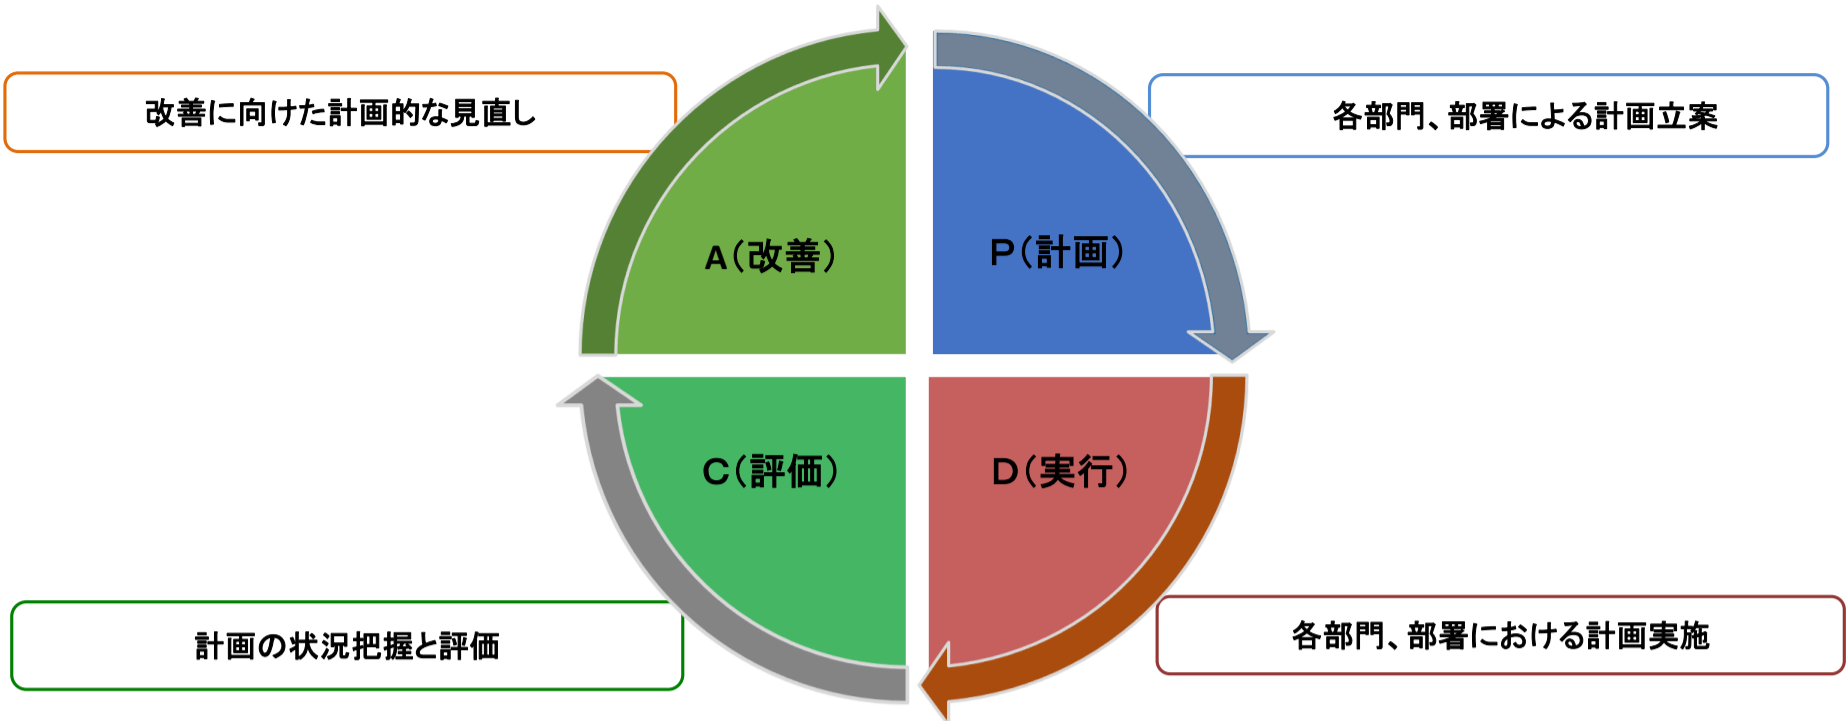 改善に向けた計画的な見直し
各部門、部署による計画立案
A(改善)
P(計画)
C(評価)
D(実行)
計画の状況把握と評価
各部門、部署における計画実施